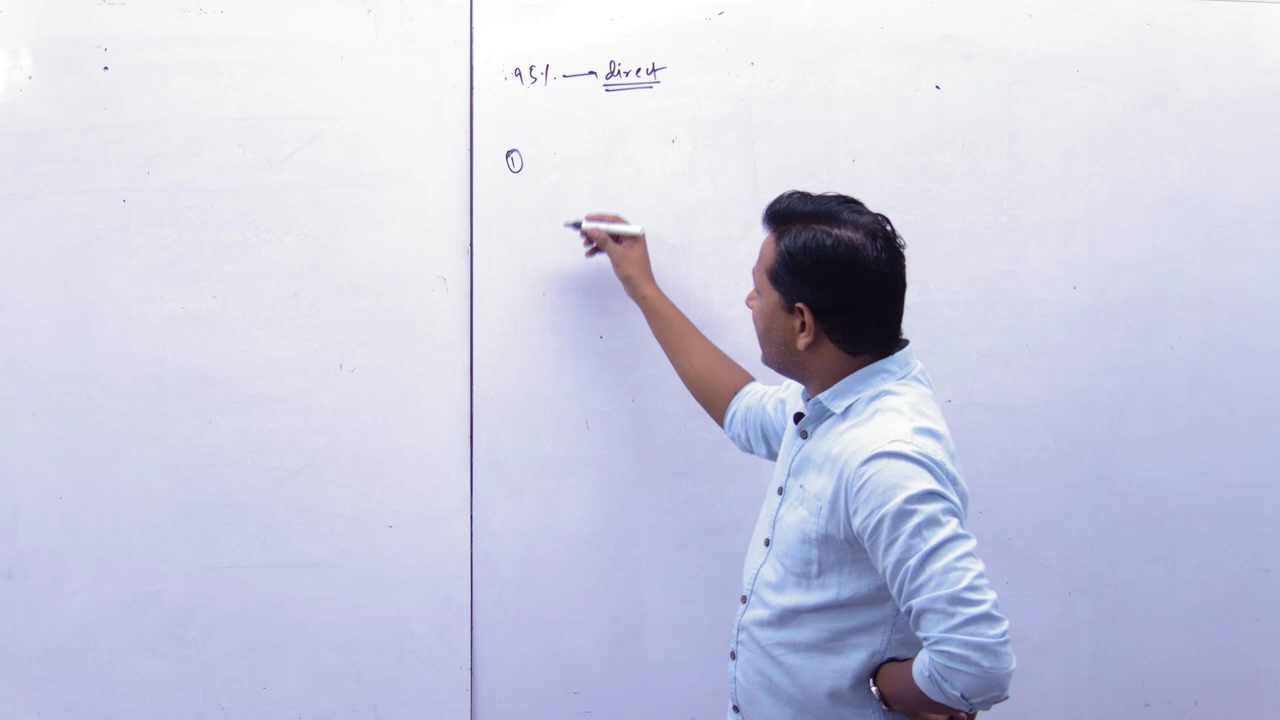 95% → direct
①